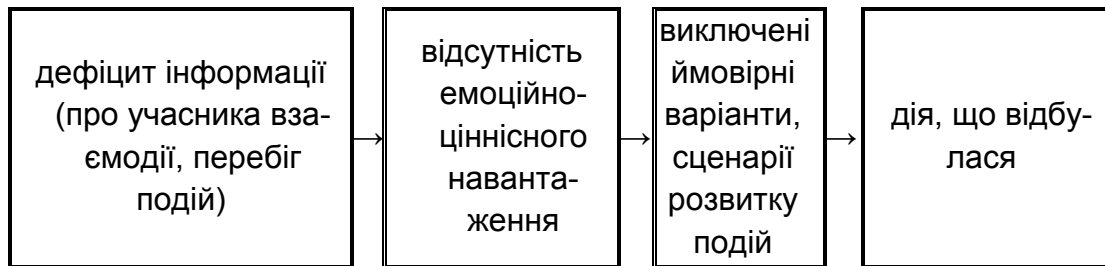 дефіцит інформації
(про учасника вза-
ємодії, перебіг
подій)
→
відсутність
емоційно-
ціннісного
наванта-
ження
→
виключені
ймовірні
варіанти,
сценарії
розвитку
подій
→
дія, що відбу-
лася